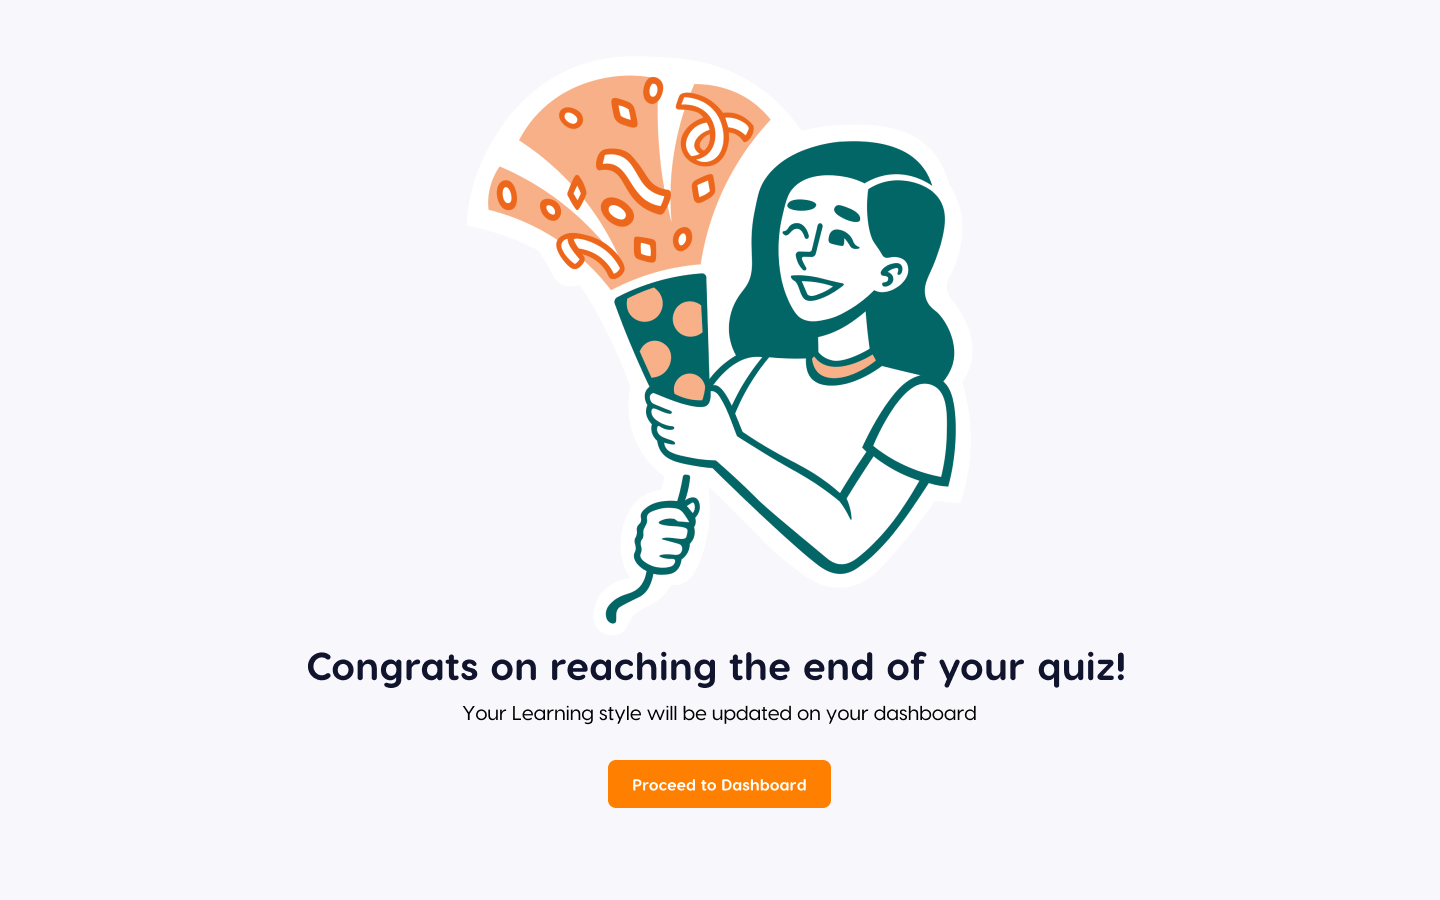 Congrats on reaching the end of your quiz!
Your Learning style will be updated on your dashboard
Proceed to Dashboard